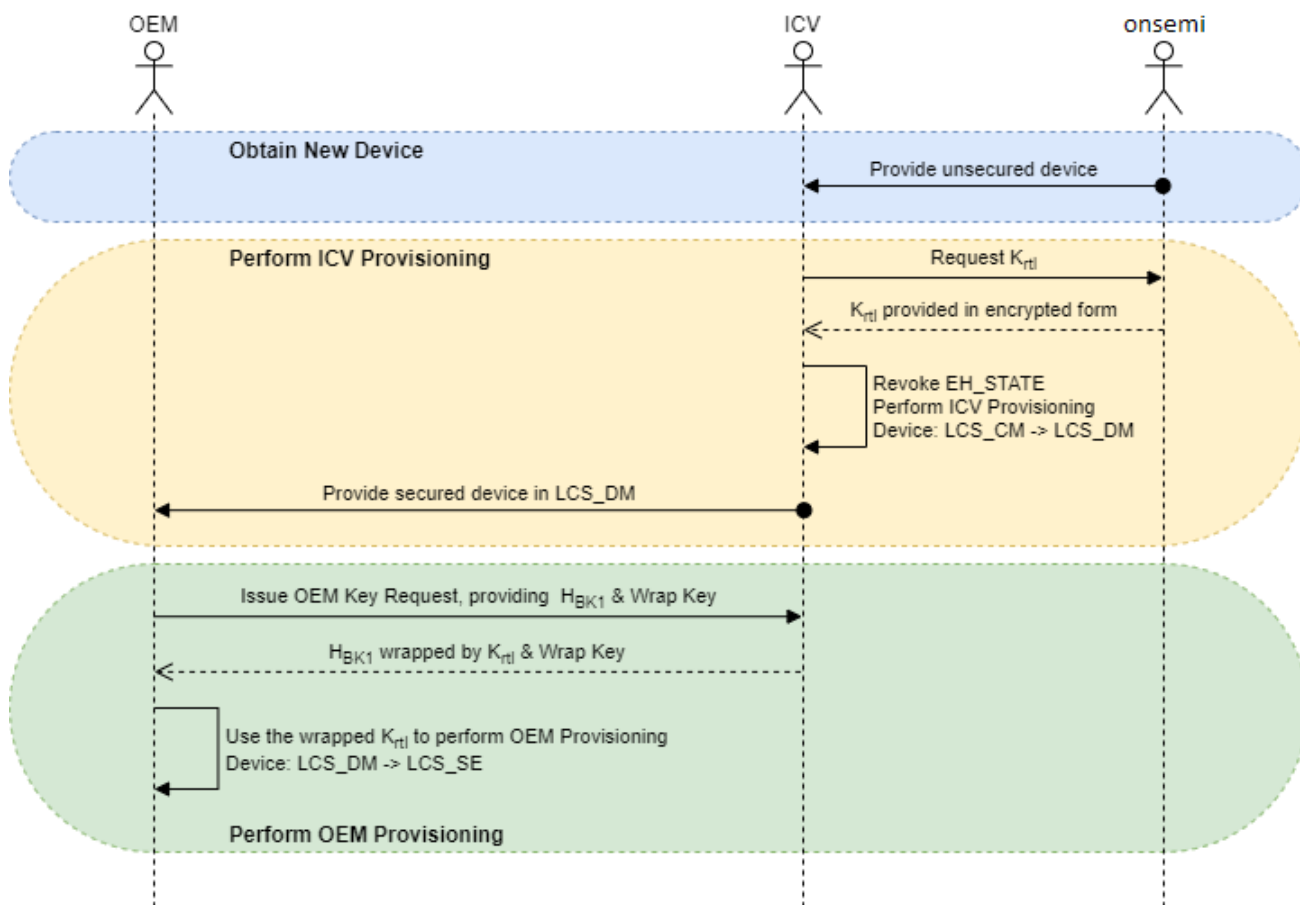 OEM
ICV
onsemi
Obtain New Device
Provide unsecured device
Perform ICV Provisioning
Request Krtl
Krtl provided in encrypted form
Revoke EH_STATE
Perform ICV Provisioning
Device: LCS_CM -> LCS_DM
Provide secured device in LCS_DM
Issue OEM Key Request, providing HBK1 & Wrap Key
HBK1 wrapped by Krtl & Wrap Key
Use the wrapped Krtl to perform OEM Provisioning
Device: LCS_DM -> LCS_SE
Perform OEM Provisioning